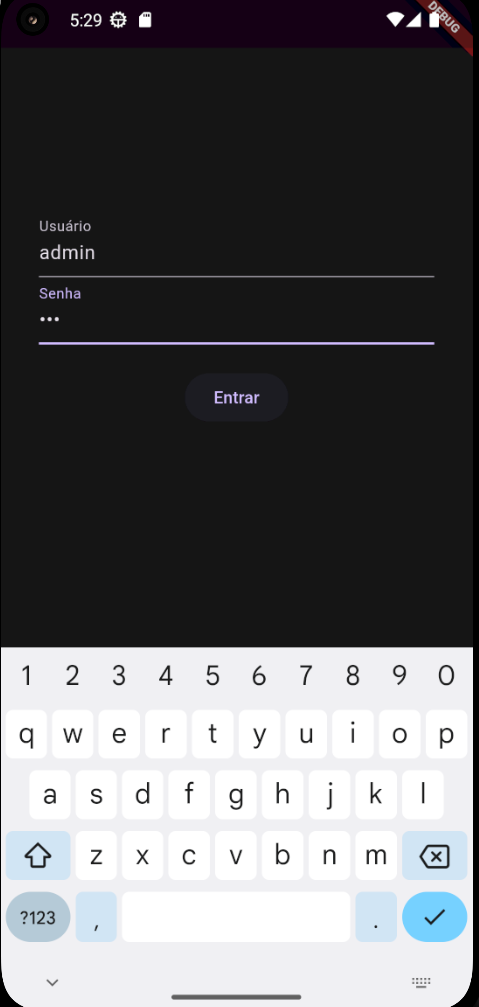 5:29
DEBUG
Usuário
admin
Senha
•••
Entrar
1 2 3 4 5 6 7 8 9 0
q w e r t y u i o p
a s d f g h j k l
z x c v b n m
?123 , .